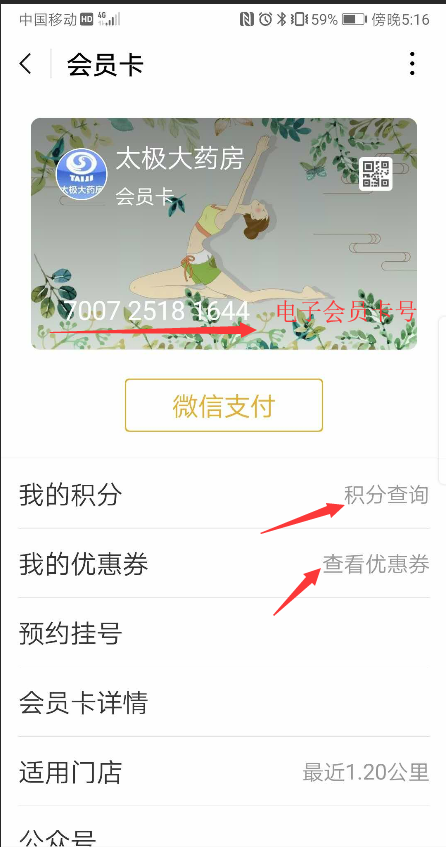 中国移动 HD 4G 59% 傍晚5:16
会员卡
太极大药房
TAIJI
太极大药房
会员卡
7007 2518 1644 电子会员卡号
微信支付
我的积分 积分查询
我的优惠券 查看优惠券
预约挂号
会员卡详情
适用门店 最近1.20公里
公众号